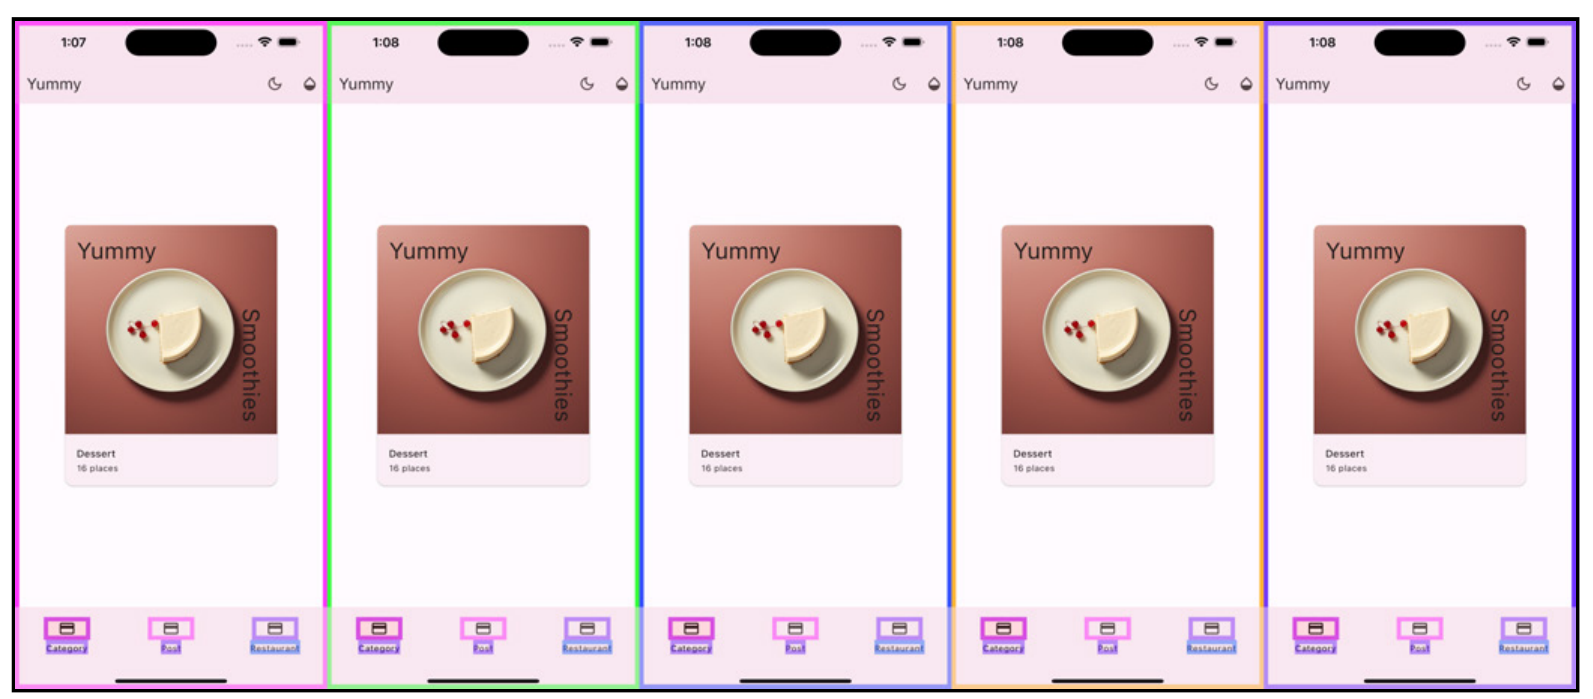 1:07
Yummy
Yummy
Smoothies
Dessert
16 places
Category Post Restaurant
1:08
Yummy
Yummy
Smoothies
Dessert
16 places
Category Post Restaurant
1:08
Yummy
Yummy
Smoothies
Dessert
16 places
Category Post Restaurant
1:08
Yummy
Yummy
Smoothies
Dessert
16 places
Category Post Restaurant
1:08
Yummy
Yummy
Smoothies
Dessert
16 places
Category Post Restaurant